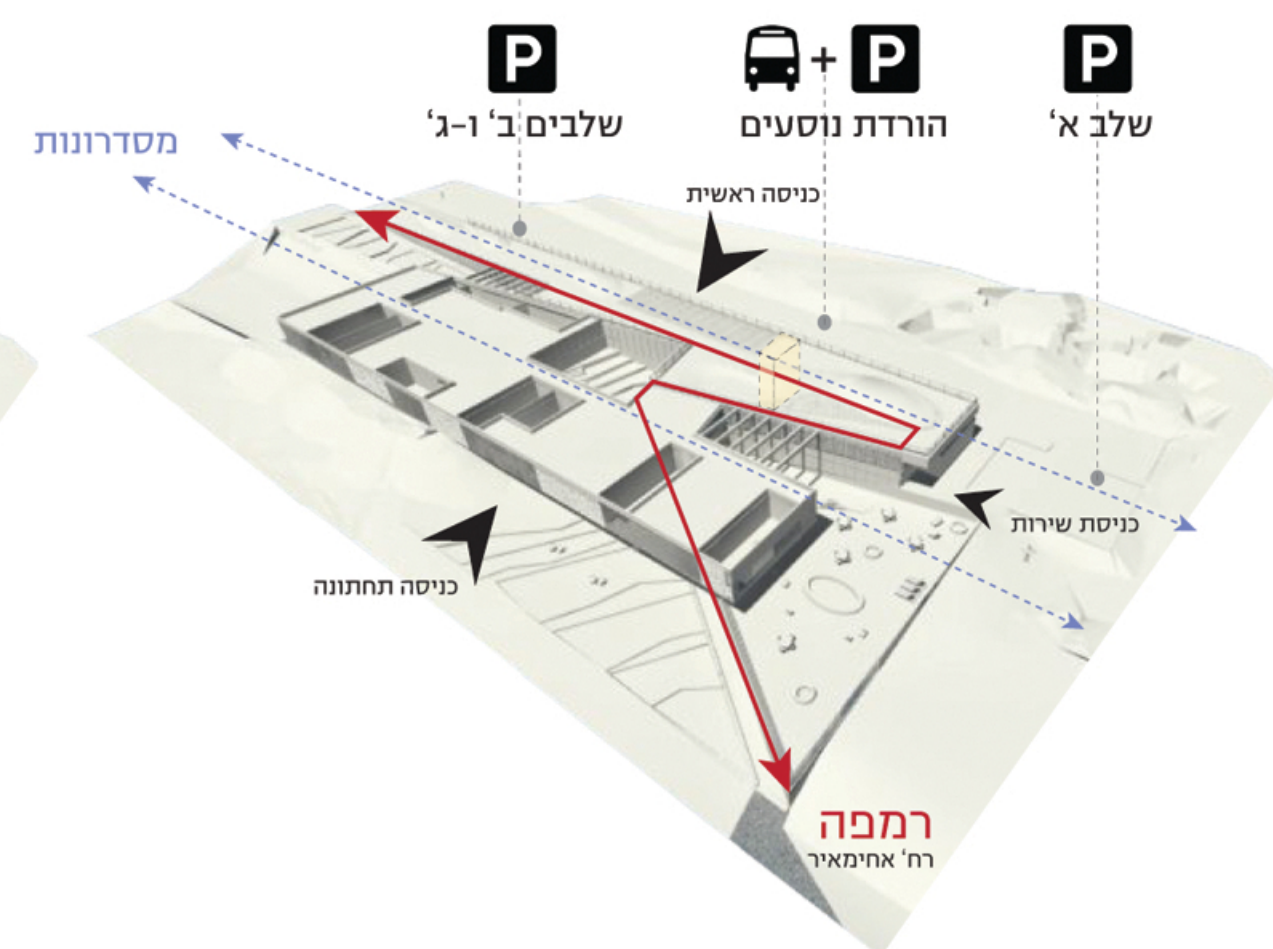 P
+ P
P
שלב א'
הורדת נוסעים
שלבים ב' ו-ג'
מסדרונות
כניסה ראשית
כניסת שירות
כניסה תחתונה
רמפה
רח' אחימאיר